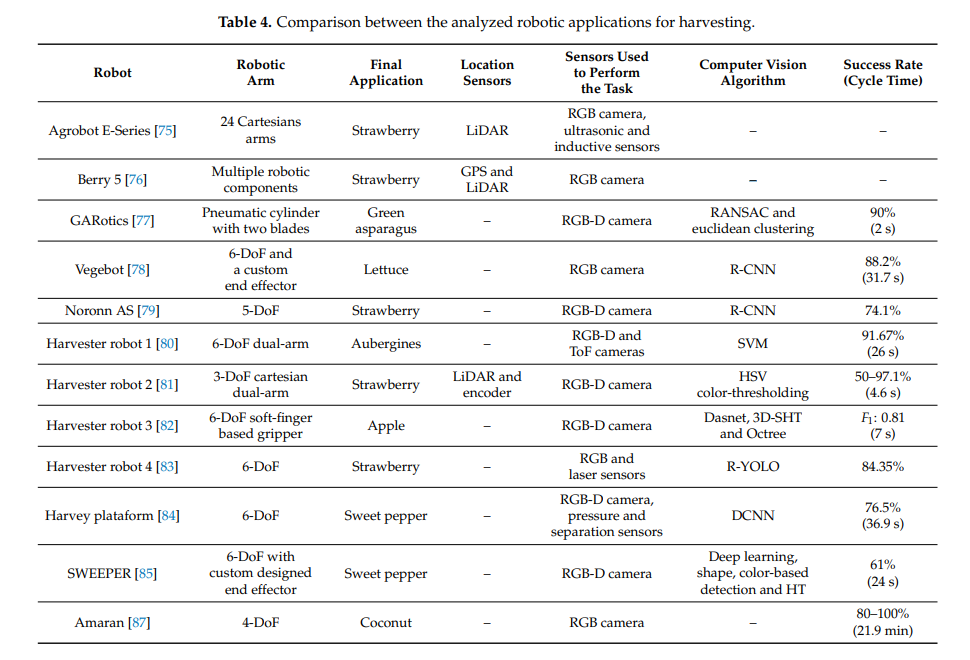 Table 4. Comparison between the analyzed robotic applications for harvesting.
Robot | Robotic Arm | Final Application | Location Sensors | Sensors Used to Perform the Task | Computer Vision Algorithm | Success Rate (Cycle Time)
Agrobot E-Series [75] | 24 Cartesians arms | Strawberry | LiDAR | RGB camera, ultrasonic and inductive sensors | – | –
Berry 5 [76] | Multiple robotic components | Strawberry | GPS and LiDAR | RGB camera | – | –
GARotics [77] | Pneumatic cylinder with two blades | Green asparagus | – | RGB-D camera | RANSAC and euclidean clustering | 90% (2 s)
Vegebot [78] | 6-DoF and a custom end effector | Lettuce | – | RGB camera | R-CNN | 88.2% (31.7 s)
Noronn AS [79] | 5-DoF | Strawberry | – | RGB-D camera | R-CNN | 74.1%
Harvester robot 1 [80] | 6-DoF dual-arm | Aubergines | – | RGB-D and ToF cameras | SVM | 91.67% (26 s)
Harvester robot 2 [81] | 3-DoF cartesian dual-arm | Strawberry | LiDAR and encoder | RGB-D camera | HSV color-thresholding | 50–97.1% (4.6 s)
Harvester robot 3 [82] | 6-DoF soft-finger based gripper | Apple | – | RGB-D camera | Dasnet, 3D-SHT and Octree | F1: 0.81 (7 s)
Harvester robot 4 [83] | 6-DoF | Strawberry | – | RGB and laser sensors | R-YOLO | 84.35%
Harvey plataform [84] | 6-DoF | Sweet pepper | – | RGB-D camera, pressure and separation sensors | DCNN | 76.5% (36.9 s)
SWEEPER [85] | 6-DoF with custom designed end effector | Sweet pepper | – | RGB-D camera | Deep learning, shape, color-based detection and HT | 61% (24 s)
Amaran [87] | 4-DoF | Coconut | – | RGB camera | – | 80–100% (21.9 min)